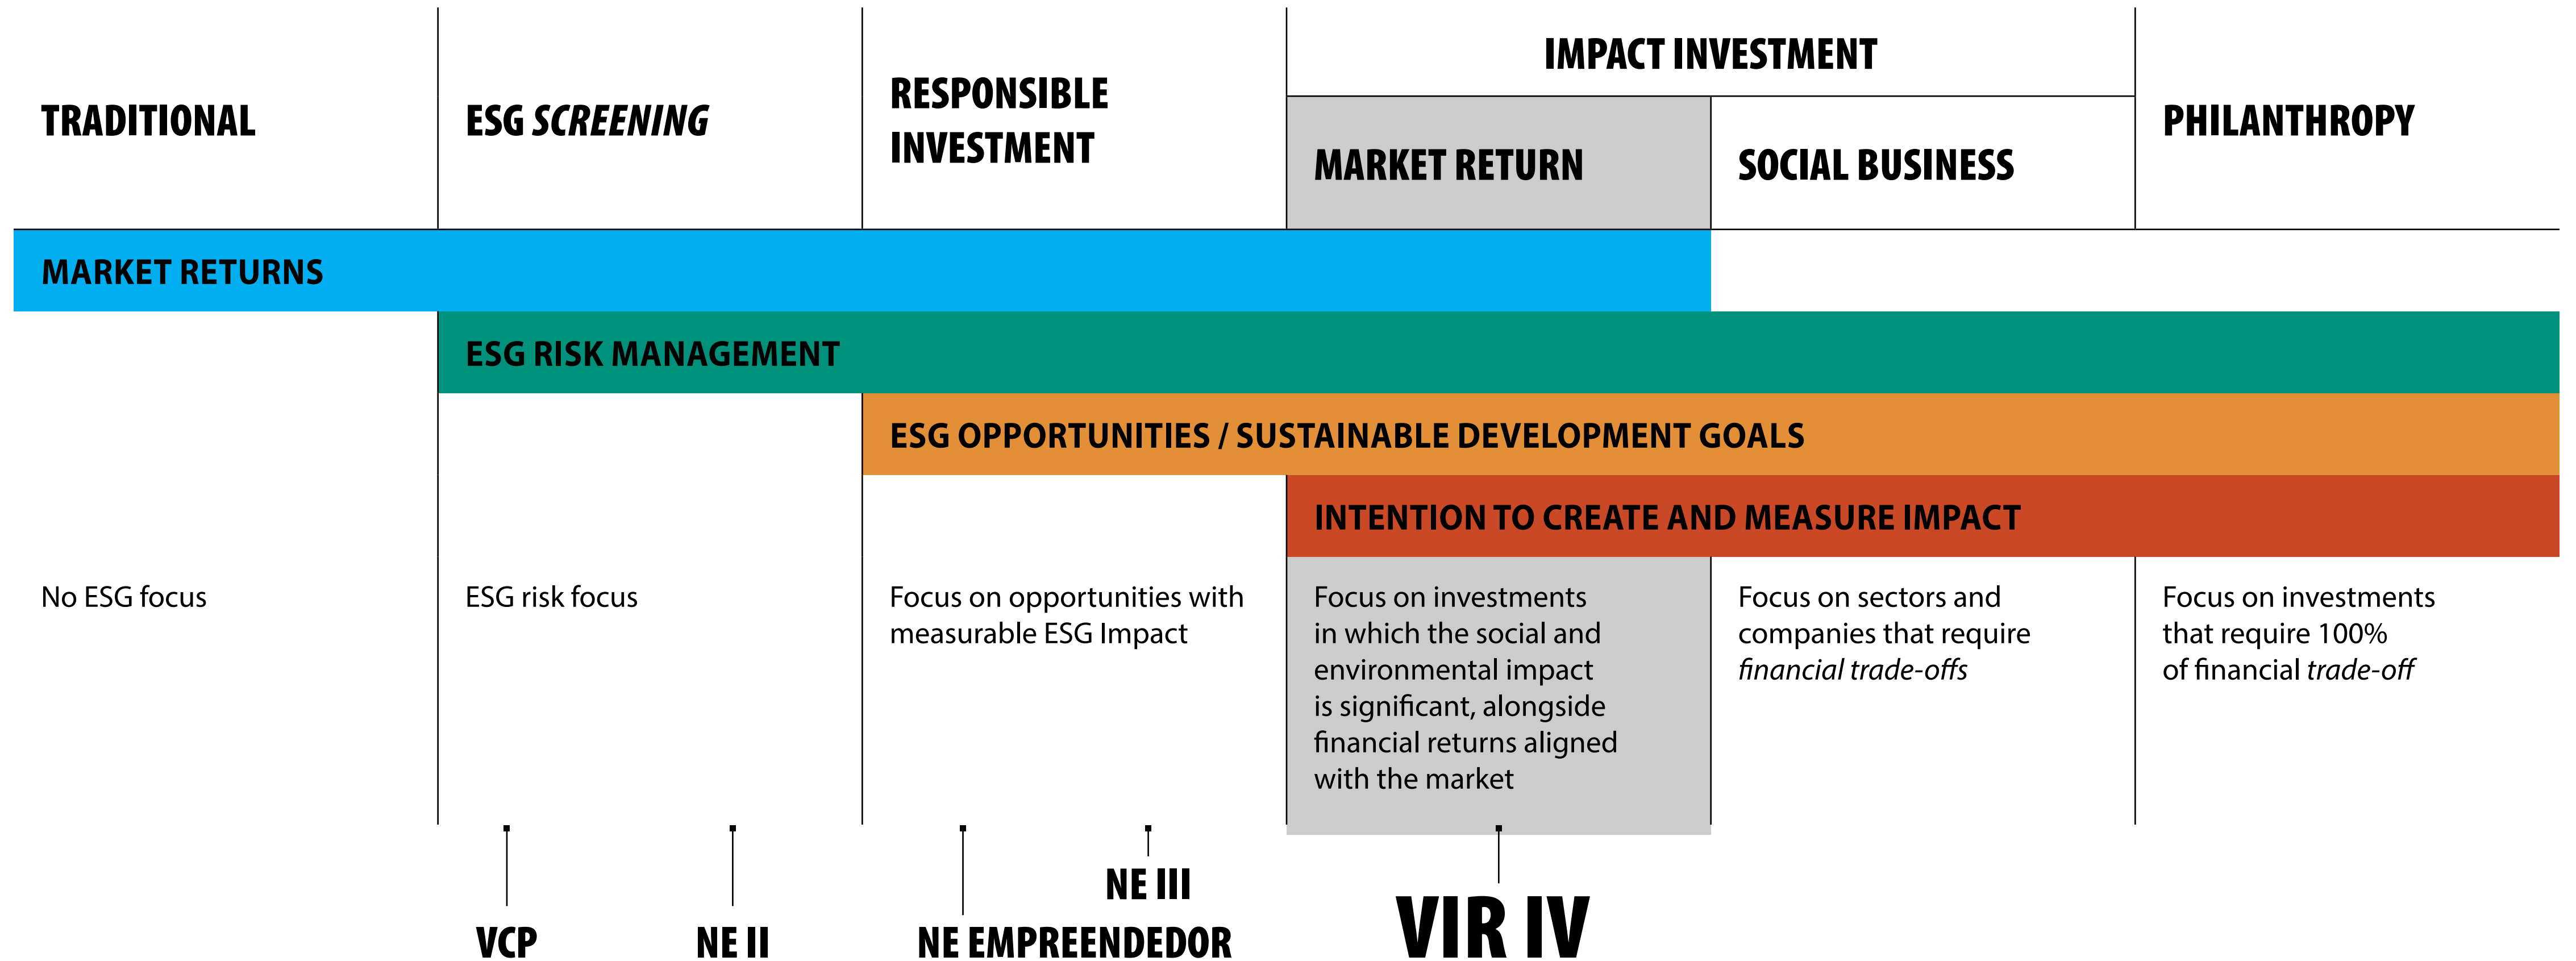 TRADITIONAL
ESG SCREENING
RESPONSIBLE
INVESTMENT
IMPACT INVESTMENT
MARKET RETURN
SOCIAL BUSINESS
PHILANTHROPY
MARKET RETURNS
ESG RISK MANAGEMENT
ESG OPPORTUNITIES / SUSTAINABLE DEVELOPMENT GOALS
INTENTION TO CREATE AND MEASURE IMPACT
No ESG focus
ESG risk focus
Focus on opportunities with
measurable ESG Impact
Focus on investments
in which the social and
environmental impact
is significant, alongside
financial returns aligned
with the market
Focus on sectors and
companies that require
financial trade-offs
Focus on investments
that require 100%
of financial trade-off
VCP
NE II
NE EMPREENDEDOR
NE III
VIR IV